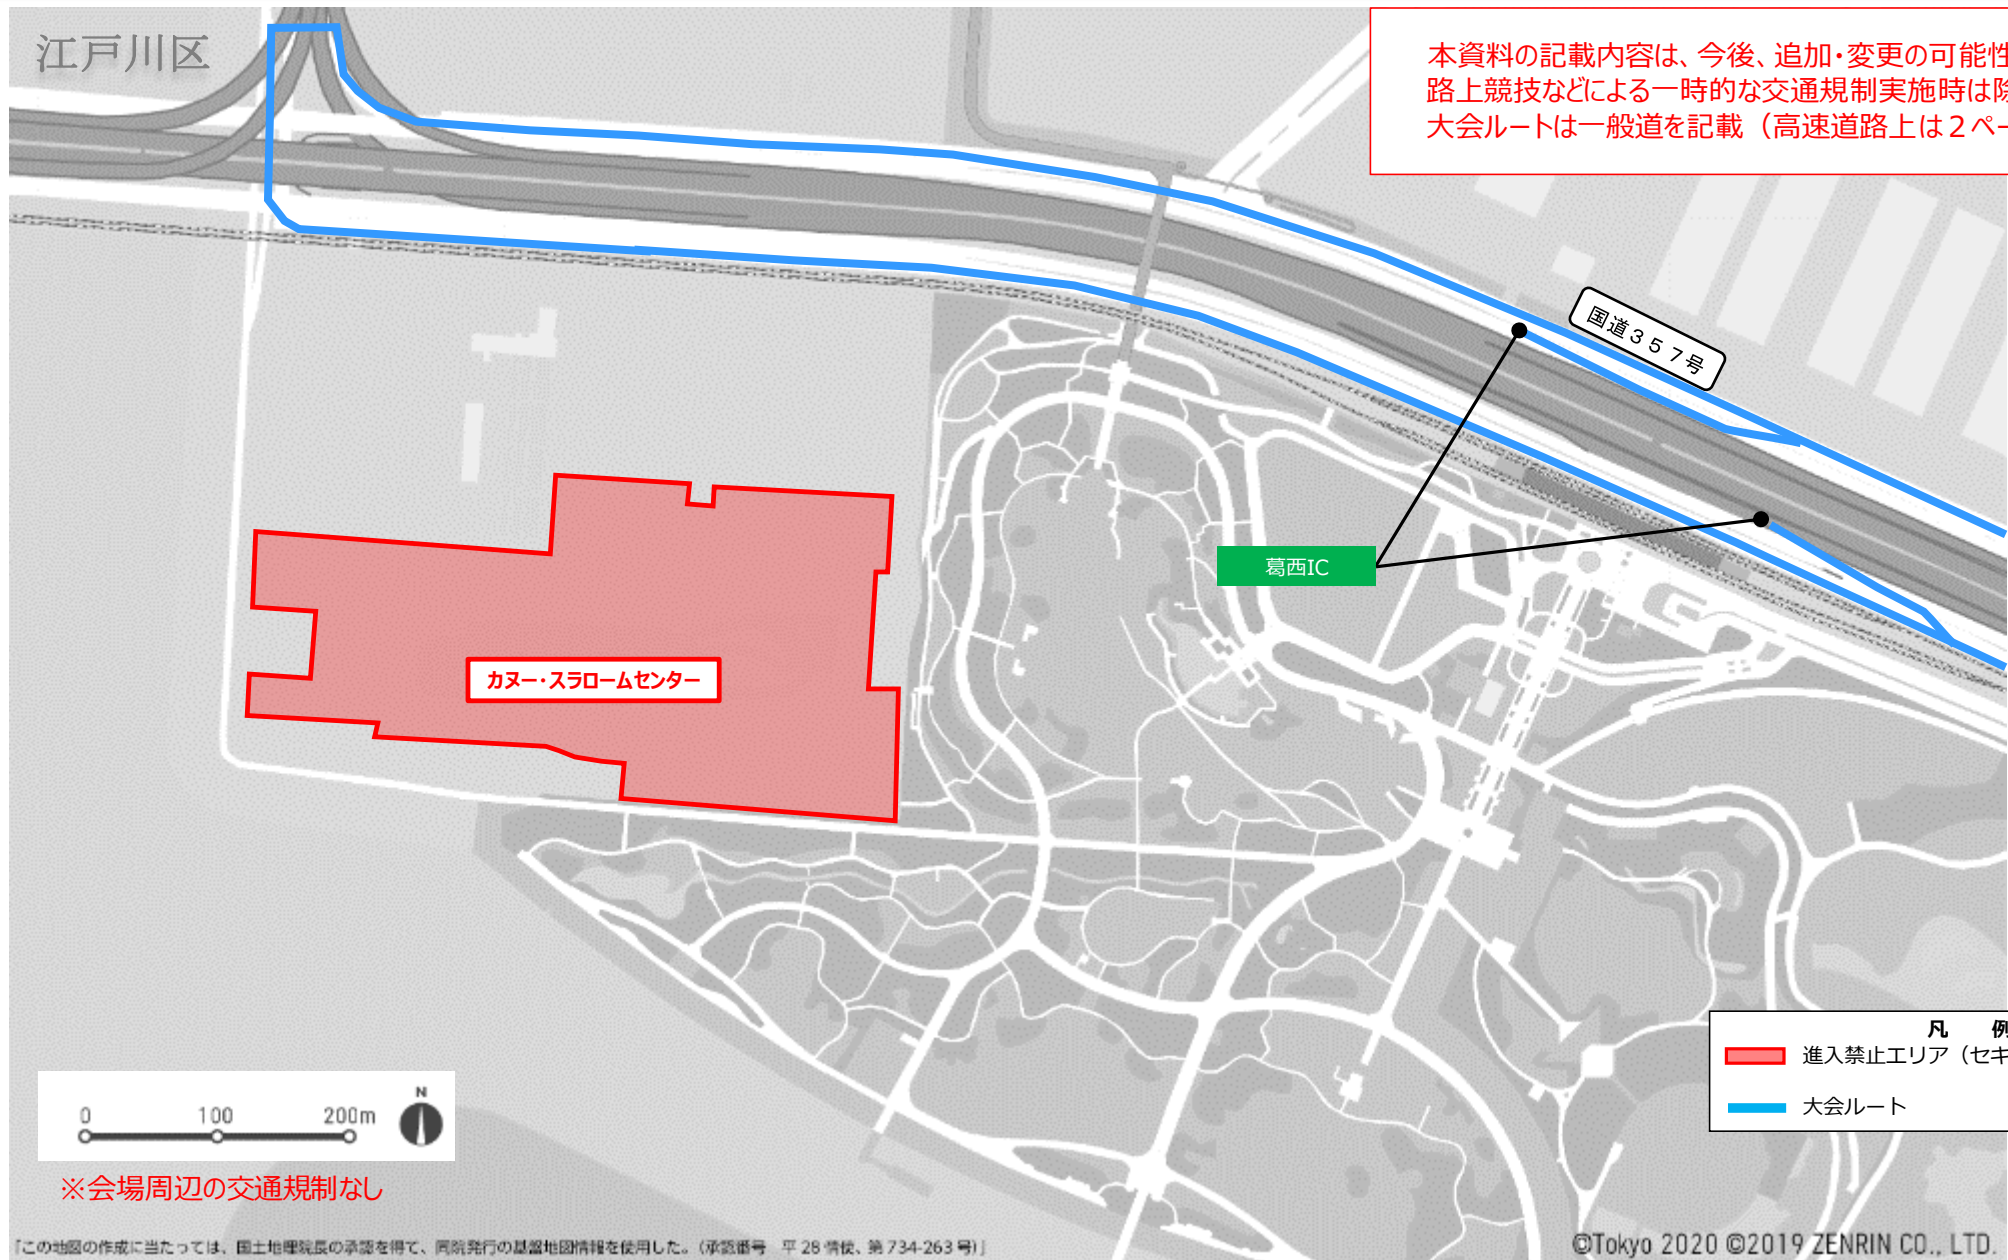 江戸川区
本資料の記載内容は、今後、追加・変更の可能性
路上競技などによる一時的な交通規制実施時は除
大会ルートは一般道を記載（高速道路上は２ペー
国道３５７号
葛西IC
カヌー・スラロームセンター
凡　例
進入禁止エリア（セキ
大会ルート
0 100 200m
N
※会場周辺の交通規制なし
「この地図の作成に当たっては、国土地理院長の承認を得て、同院発行の基盤地図情報を使用した。（承認番号　平 28 情使、第 734-263 号）」
©Tokyo 2020 ©2019 ZENRIN CO., LTD